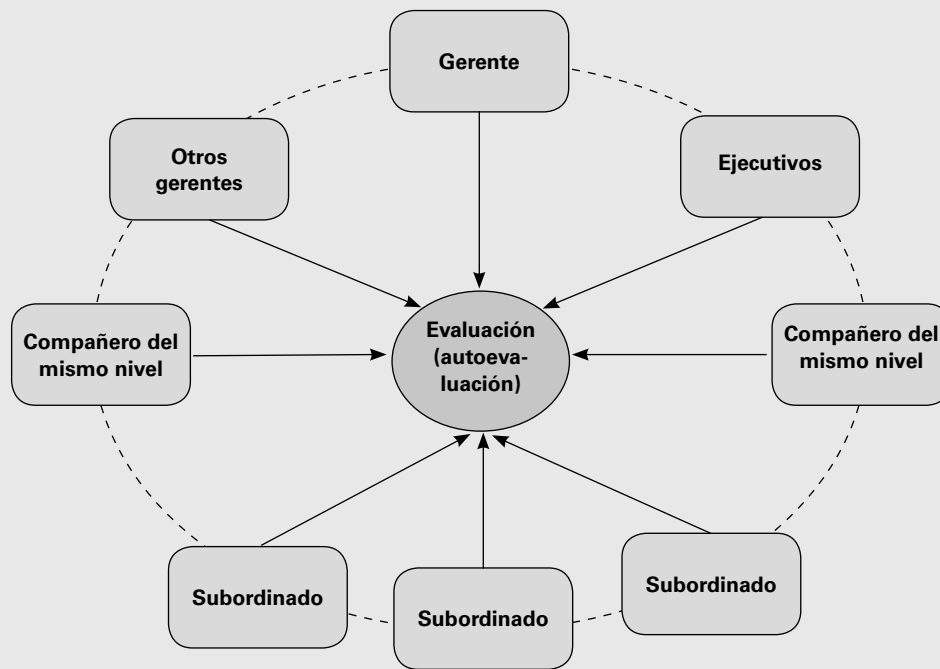 Gerente
Otros
gerentes
Ejecutivos
Compañero del
mismo nivel
Evaluación
(autoeva-
luación)
Compañero del
mismo nivel
Subordinado
Subordinado
Subordinado